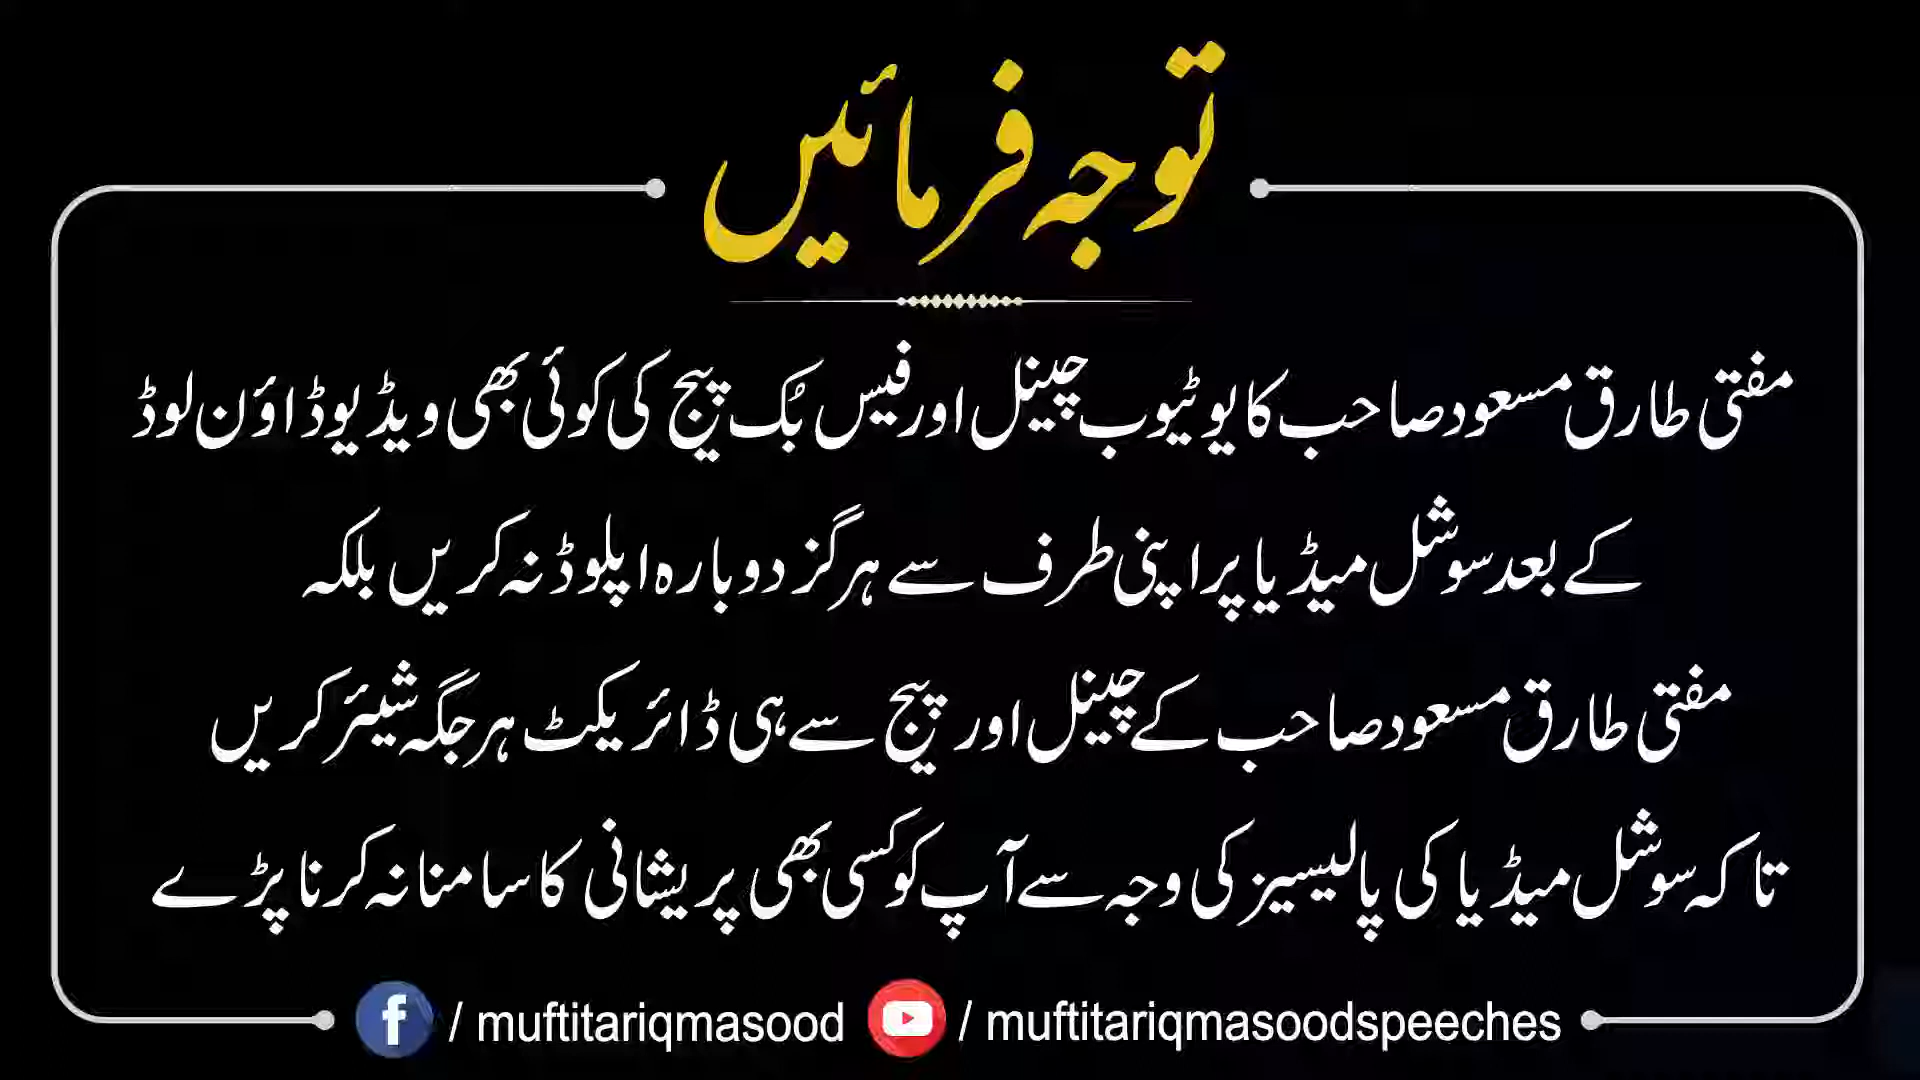 توجہ فرمائیں
مفتی طارق مسعود صاحب کا یوٹیوب چینل اور فیس بُک پیج کی کوئی بھی ویڈیو ڈاؤن لوڈ
کے بعد سوشل میڈیا پر اپنی طرف سے ہرگز دوبارہ اپلوڈ نہ کریں بلکہ
مفتی طارق مسعود صاحب کے چینل اور پیج سے ہی ڈائریکٹ ہر جگہ شیئر کریں
تاکہ سوشل میڈیا کی پالیسیز کی وجہ سے آپ کو کسی بھی پریشانی کا سامنا نہ کرنا پڑے
/ muftitariqmasood / muftitariqmasoodspeeches